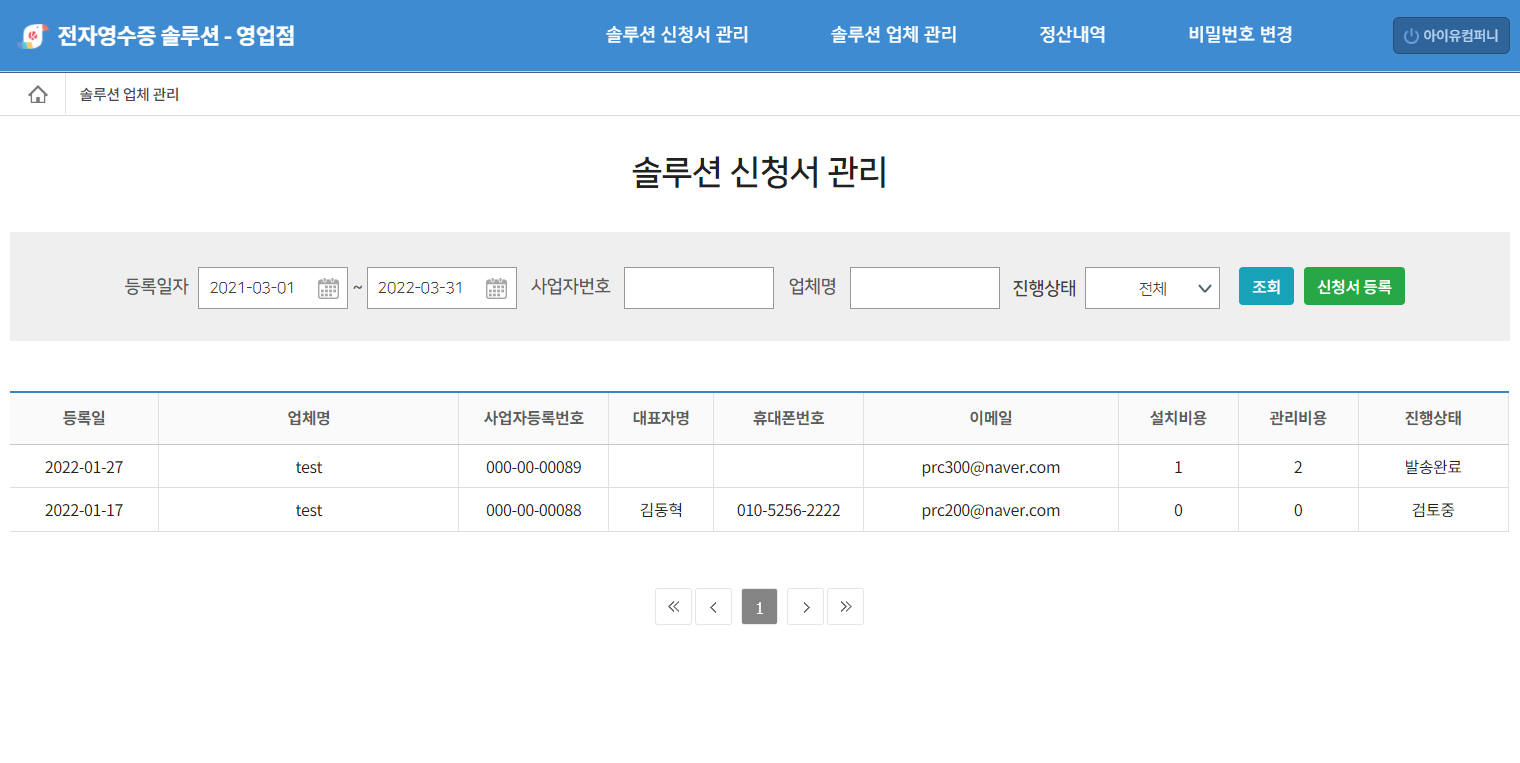 전자영수증 솔루션 - 영업점 솔루션 신청서 관리 솔루션 업체 관리 정산내역 비밀번호 변경 아이유컴퍼니
솔루션 업체 관리
솔루션 신청서 관리
등록일자 2021-03-01 ~ 2022-03-31 사업자번호 업체명 진행상태 전체 조회 신청서 등록
등록일 업체명 사업자등록번호 대표자명 휴대폰번호 이메일 설치비용 관리비용 진행상태
2022-01-27 test 000-00-00089 prc300@naver.com 1 2 발송완료
2022-01-17 test 000-00-00088 김동혁 010-5256-2222 prc200@naver.com 0 0 검토중
« < 1 > »